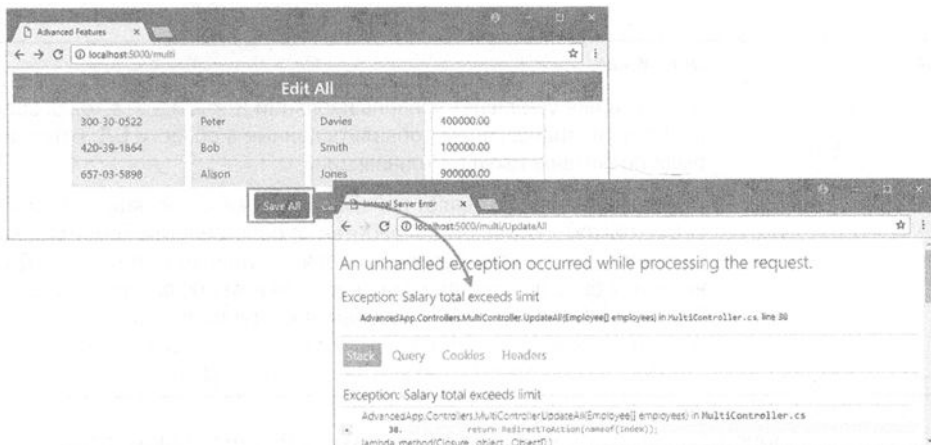 Advanced Features
localhost:5000/multi
Edit All
300-30-0522 Peter Davies 400000.00
420-39-1864 Bob Smith 100000.00
657-03-5898 Alison Jones 900000.00
Save All
Internal Server Error
localhost:5000/multi/UpdateAll
An unhandled exception occurred while processing the request.
Exception: Salary total exceeds limit
AdvancedApp.Controllers.MultiController.UpdateAll(Employee[] employees) in MultiController.cs, line 38
Stack Query Cookies Headers
Exception: Salary total exceeds limit
AdvancedApp.Controllers.MultiController.UpdateAll(Employee[] employees) in MultiController.cs
38. return RedirectToAction(nameof(Index));
lambda_method(Closure , object , Object[] )